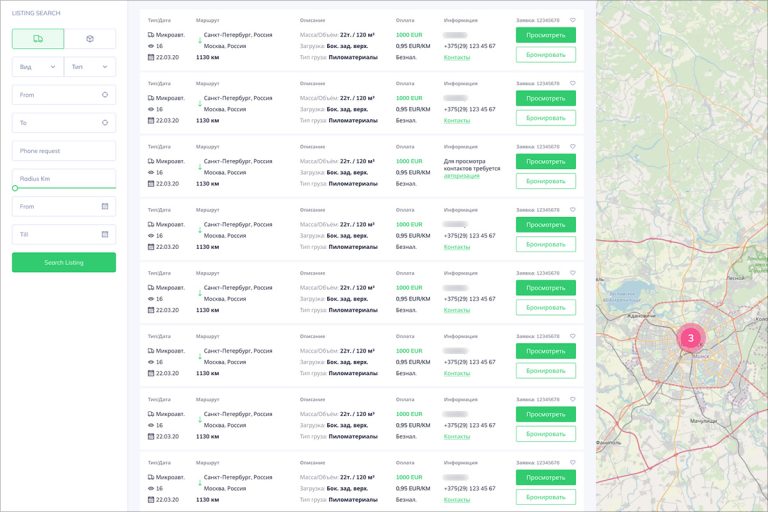 LISTING SEARCH
Вид
Тип
From
To
Phone request
Radius Km
From
Till
Search Listing
Тип/Дата Маршрут Описание Оплата Информация Заявка: 12345678
Микроавт. Санкт-Петербург, Россия Масса/Объём: 22т. / 120 м³ 1000 EUR Просмотреть
16 Москва, Россия Загрузка: Бок. зад. верх. 0,95 EUR/KM +375(29) 123 45 67
22.03.20 1130 км Тип груза: Пиломатериалы Безнал. Контакты Бронировать
Тип/Дата Маршрут Описание Оплата Информация Заявка: 12345678
Микроавт. Санкт-Петербург, Россия Масса/Объём: 22т. / 120 м³ 1000 EUR Просмотреть
16 Москва, Россия Загрузка: Бок. зад. верх. 0,95 EUR/KM +375(29) 123 45 67
22.03.20 1130 км Тип груза: Пиломатериалы Безнал. Контакты Бронировать
Тип/Дата Маршрут Описание Оплата Информация Заявка: 12345678
Микроавт. Санкт-Петербург, Россия Масса/Объём: 22т. / 120 м³ 1000 EUR Для просмотра Просмотреть
16 Москва, Россия Загрузка: Бок. зад. верх. 0,95 EUR/KM контактов требуется
22.03.20 1130 км Тип груза: Пиломатериалы Безнал. авторизация Бронировать
Тип/Дата Маршрут Описание Оплата Информация Заявка: 12345678
Микроавт. Санкт-Петербург, Россия Масса/Объём: 22т. / 120 м³ 1000 EUR Просмотреть
16 Москва, Россия Загрузка: Бок. зад. верх. 0,95 EUR/KM +375(29) 123 45 67
22.03.20 1130 км Тип груза: Пиломатериалы Безнал. Контакты Бронировать
Тип/Дата Маршрут Описание Оплата Информация Заявка: 12345678
Микроавт. Санкт-Петербург, Россия Масса/Объём: 22т. / 120 м³ 1000 EUR Просмотреть
16 Москва, Россия Загрузка: Бок. зад. верх. 0,95 EUR/KM +375(29) 123 45 67
22.03.20 1130 км Тип груза: Пиломатериалы Безнал. Контакты Бронировать
Тип/Дата Маршрут Описание Оплата Информация Заявка: 12345678
Микроавт. Санкт-Петербург, Россия Масса/Объём: 22т. / 120 м³ 1000 EUR Просмотреть
16 Москва, Россия Загрузка: Бок. зад. верх. 0,95 EUR/KM +375(29) 123 45 67
22.03.20 1130 км Тип груза: Пиломатериалы Безнал. Контакты Бронировать
Тип/Дата Маршрут Описание Оплата Информация Заявка: 12345678
Микроавт. Санкт-Петербург, Россия Масса/Объём: 22т. / 120 м³ 1000 EUR Просмотреть
16 Москва, Россия Загрузка: Бок. зад. верх. 0,95 EUR/KM +375(29) 123 45 67
22.03.20 1130 км Тип груза: Пиломатериалы Безнал. Контакты Бронировать
Тип/Дата Маршрут Описание Оплата Информация Заявка: 12345678
Микроавт. Санкт-Петербург, Россия Масса/Объём: 22т. / 120 м³ 1000 EUR Просмотреть
16 Москва, Россия Загрузка: Бок. зад. верх. 0,95 EUR/KM +375(29) 123 45 67
22.03.20 1130 км Тип груза: Пиломатериалы Безнал. Контакты Бронировать
Лесной
Ждановичи
3
Минск
Мачулищи
Фаниполь